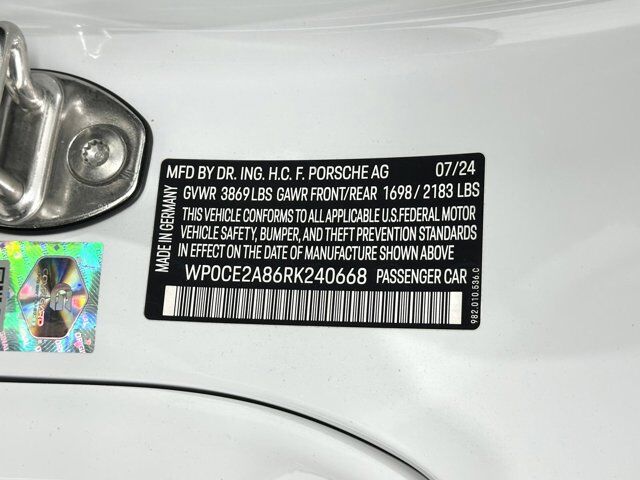 MFD BY DR. ING. H.C. F. PORSCHE AG 07/24
GVWR 3869 LBS GAWR FRONT/REAR 1698 / 2183 LBS
THIS VEHICLE CONFORMS TO ALL APPLICABLE U.S. FEDERAL MOTOR
VEHICLE SAFETY, BUMPER, AND THEFT PREVENTION STANDARDS
IN EFFECT ON THE DATE OF MANUFACTURE SHOWN ABOVE
WP0CE2A86RK240668 PASSENGER CAR
MADE IN GERMANY
982.010.536.C